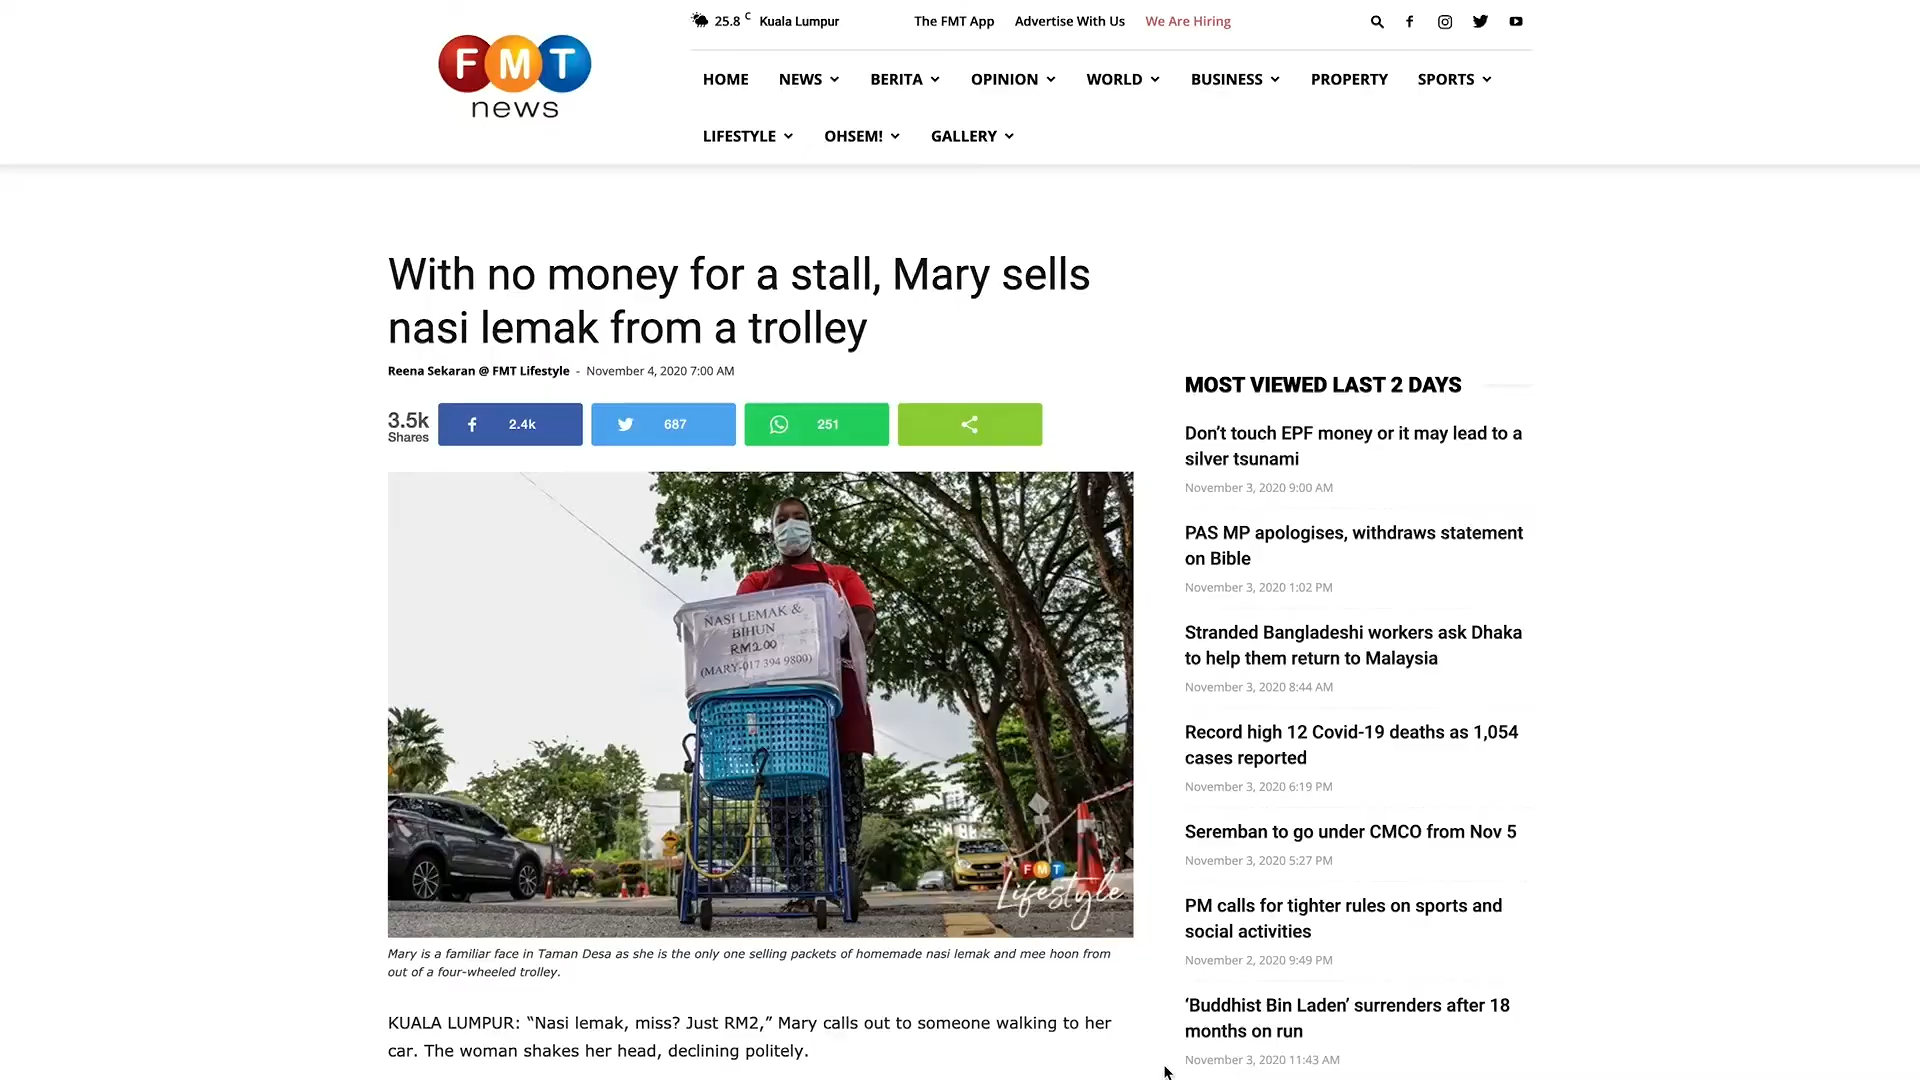 25.8 C Kuala Lumpur
The FMT App
Advertise With Us
We Are Hiring
FMT
news
HOME
NEWS
BERITA
OPINION
WORLD
BUSINESS
PROPERTY
SPORTS
LIFESTYLE
OHSEM!
GALLERY
With no money for a stall, Mary sells
nasi lemak from a trolley
Reena Sekaran @ FMT Lifestyle - November 4, 2020 7:00 AM
3.5k
Shares
2.4k
687
251
NASI LEMAK &
BIHUN
RM2.00
(MARY-017 394 9800)
FMT
Lifestyle
Mary is a familiar face in Taman Desa as she is the only one selling packets of homemade nasi lemak and mee hoon from
out of a four-wheeled trolley.
KUALA LUMPUR: “Nasi lemak, miss? Just RM2,” Mary calls out to someone walking to her
car. The woman shakes her head, declining politely.
MOST VIEWED LAST 2 DAYS
Don’t touch EPF money or it may lead to a
silver tsunami
November 3, 2020 9:00 AM
PAS MP apologises, withdraws statement
on Bible
November 3, 2020 1:02 PM
Stranded Bangladeshi workers ask Dhaka
to help them return to Malaysia
November 3, 2020 8:44 AM
Record high 12 Covid-19 deaths as 1,054
cases reported
November 3, 2020 6:19 PM
Seremban to go under CMCO from Nov 5
November 3, 2020 5:27 PM
PM calls for tighter rules on sports and
social activities
November 2, 2020 9:49 PM
‘Buddhist Bin Laden’ surrenders after 18
months on run
November 3, 2020 11:43 AM